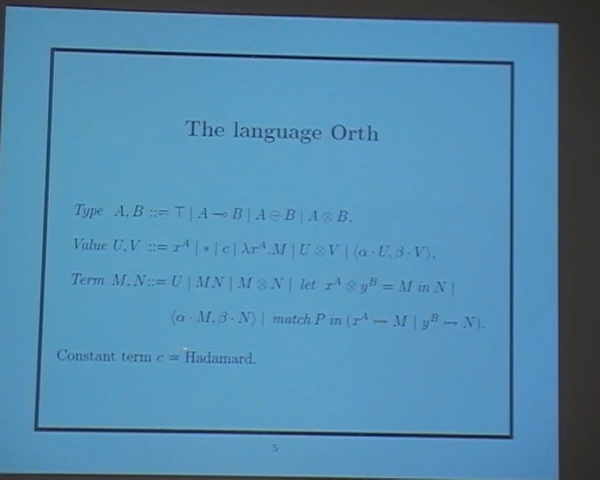 The language Orth
Type A, B ::= ⊤ | A ⊸ B | A ⊕ B | A ⊗ B.
Value U, V ::= x^A | * | c | λx^A.M | U ⊗ V | ⟨α · U, β · V⟩.
Term M, N ::= U | MN | M ⊗ N | let x^A ⊗ y^B = M in N |
⟨α · M, β · N⟩ | match P in (x^A ↦ M | y^B ↦ N).
Constant term c = Hadamard.
5